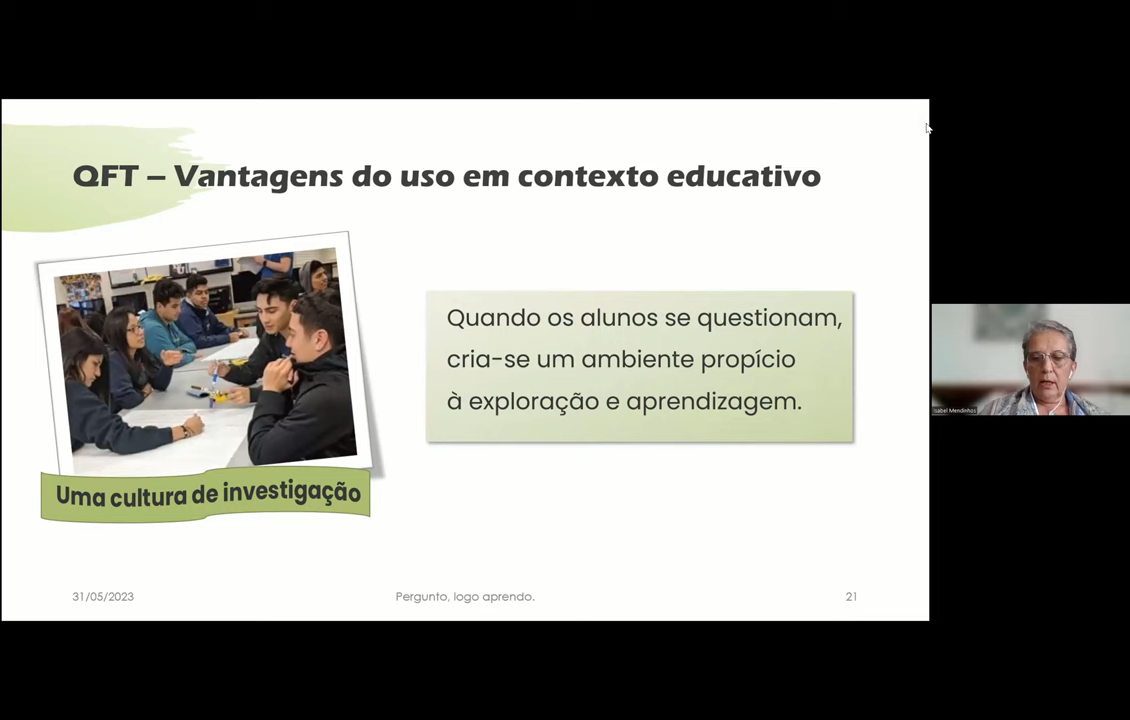 QFT – Vantagens do uso em contexto educativo
Quando os alunos se questionam,
cria-se um ambiente propício
à exploração e aprendizagem.
Uma cultura de investigação
31/05/2023
Pergunto, logo aprendo.
21
Isabel Mendinhos